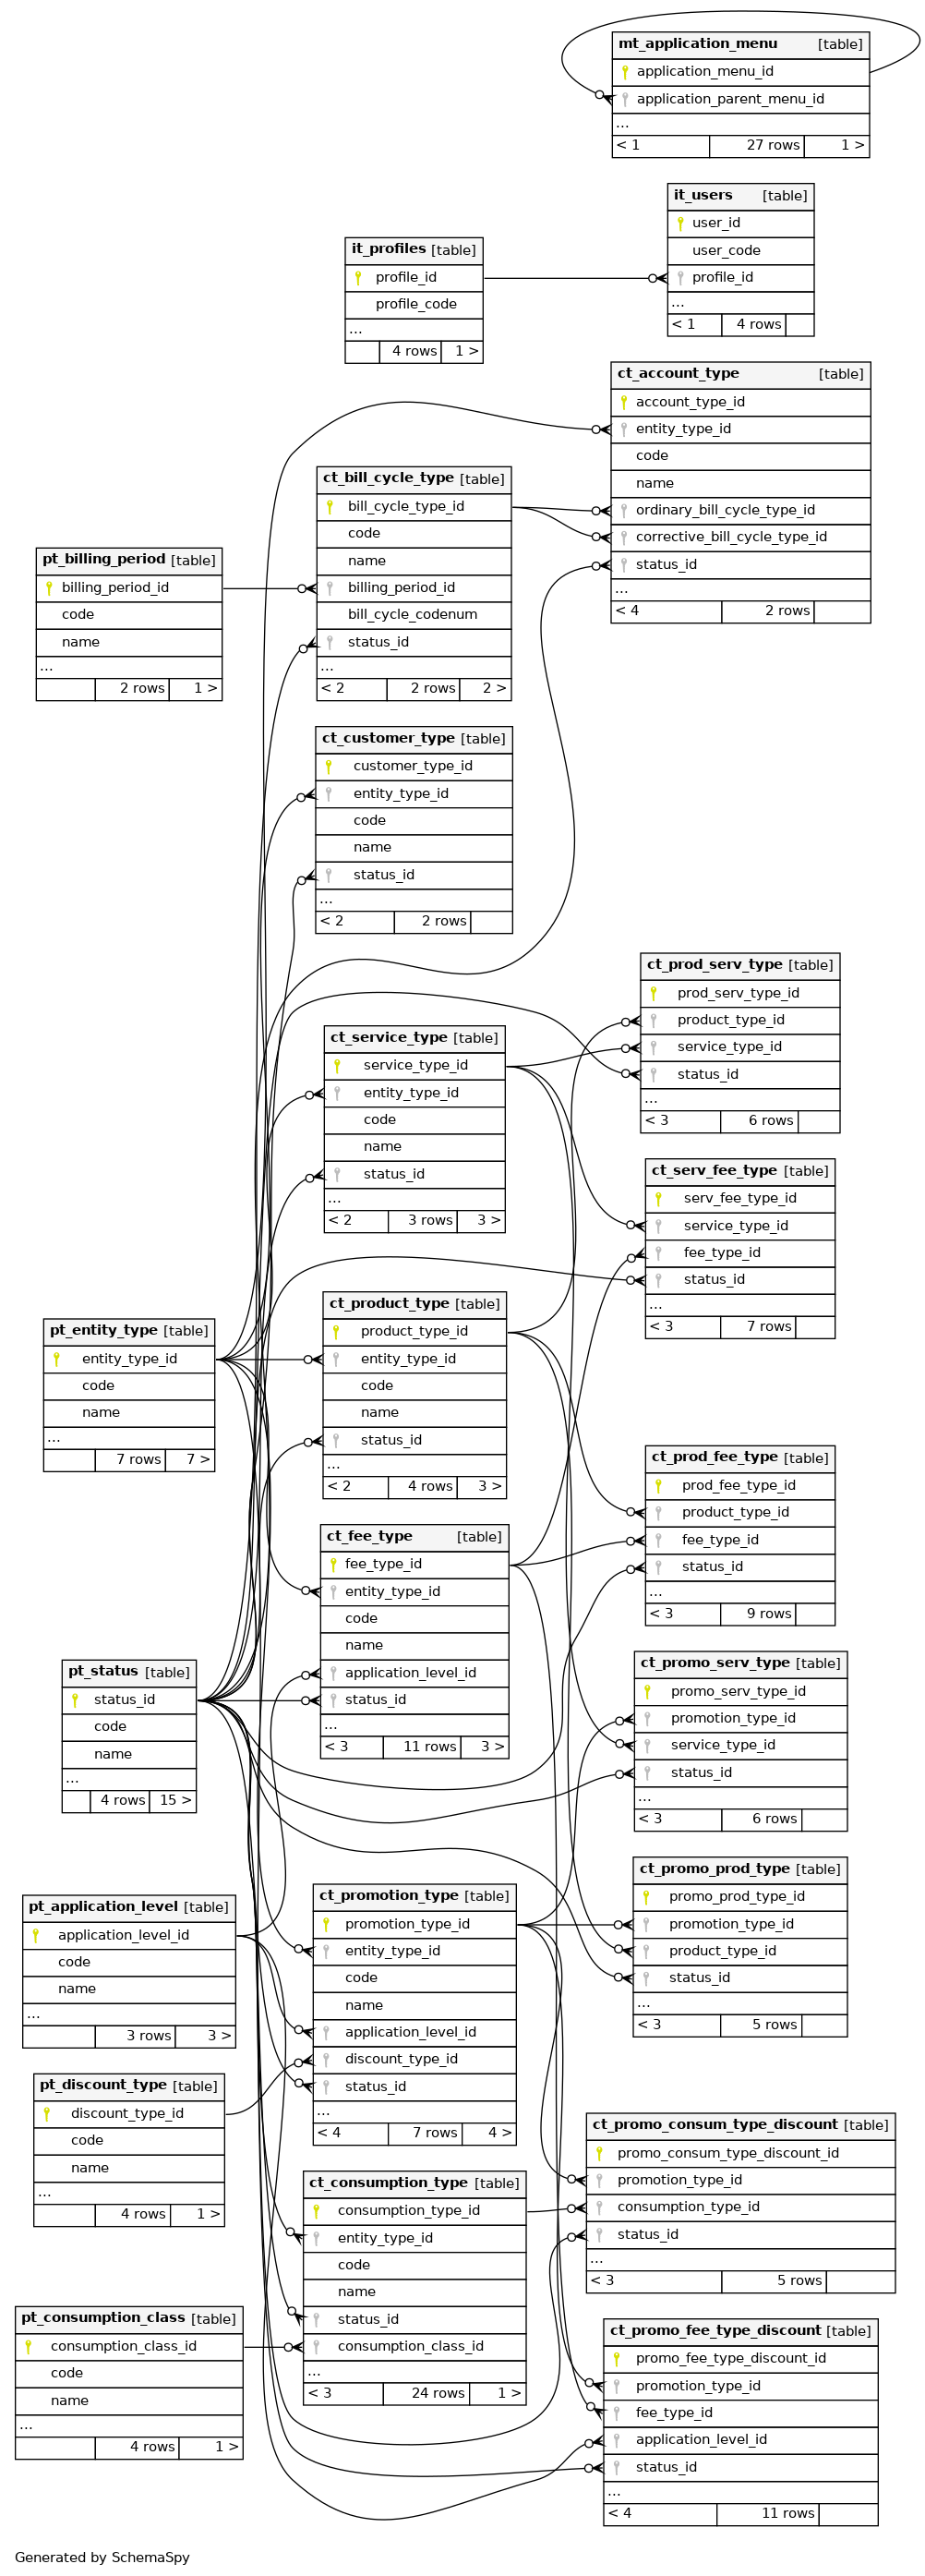 mt_application_menu [table]
application_menu_id
application_parent_menu_id
...
< 1 27 rows 1 >
it_users [table]
user_id
user_code
profile_id
...
< 1 4 rows
it_profiles [table]
profile_id
profile_code
...
4 rows 1 >
ct_account_type [table]
account_type_id
entity_type_id
code
name
ordinary_bill_cycle_type_id
corrective_bill_cycle_type_id
status_id
...
< 4 2 rows
ct_bill_cycle_type [table]
bill_cycle_type_id
code
name
billing_period_id
bill_cycle_codenum
status_id
...
< 2 2 rows 2 >
pt_billing_period [table]
billing_period_id
code
name
...
2 rows 1 >
ct_customer_type [table]
customer_type_id
entity_type_id
code
name
status_id
...
< 2 2 rows
ct_prod_serv_type [table]
prod_serv_type_id
product_type_id
service_type_id
status_id
...
< 3 6 rows
ct_service_type [table]
service_type_id
entity_type_id
code
name
status_id
...
< 2 3 rows 3 >
ct_serv_fee_type [table]
serv_fee_type_id
service_type_id
fee_type_id
status_id
...
< 3 7 rows
ct_product_type [table]
product_type_id
entity_type_id
code
name
status_id
...
< 2 4 rows 3 >
pt_entity_type [table]
entity_type_id
code
name
...
7 rows 7 >
ct_prod_fee_type [table]
prod_fee_type_id
product_type_id
fee_type_id
status_id
...
< 3 9 rows
ct_fee_type [table]
fee_type_id
entity_type_id
code
name
application_level_id
status_id
...
< 3 11 rows 3 >
pt_status [table]
status_id
code
name
...
4 rows 15 >
ct_promo_serv_type [table]
promo_serv_type_id
promotion_type_id
service_type_id
status_id
...
< 3 6 rows
ct_promo_prod_type [table]
promo_prod_type_id
promotion_type_id
product_type_id
status_id
...
< 3 5 rows
ct_promotion_type [table]
promotion_type_id
entity_type_id
code
name
application_level_id
discount_type_id
status_id
...
< 4 7 rows 4 >
pt_application_level [table]
application_level_id
code
name
...
3 rows 3 >
pt_discount_type [table]
discount_type_id
code
name
...
4 rows 1 >
ct_promo_consum_type_discount [table]
promo_consum_type_discount_id
promotion_type_id
consumption_type_id
status_id
...
< 3 5 rows
ct_consumption_type [table]
consumption_type_id
entity_type_id
code
name
status_id
consumption_class_id
...
< 3 24 rows 1 >
pt_consumption_class [table]
consumption_class_id
code
name
...
4 rows 1 >
ct_promo_fee_type_discount [table]
promo_fee_type_discount_id
promotion_type_id
fee_type_id
application_level_id
status_id
...
< 4 11 rows
Generated by SchemaSpy